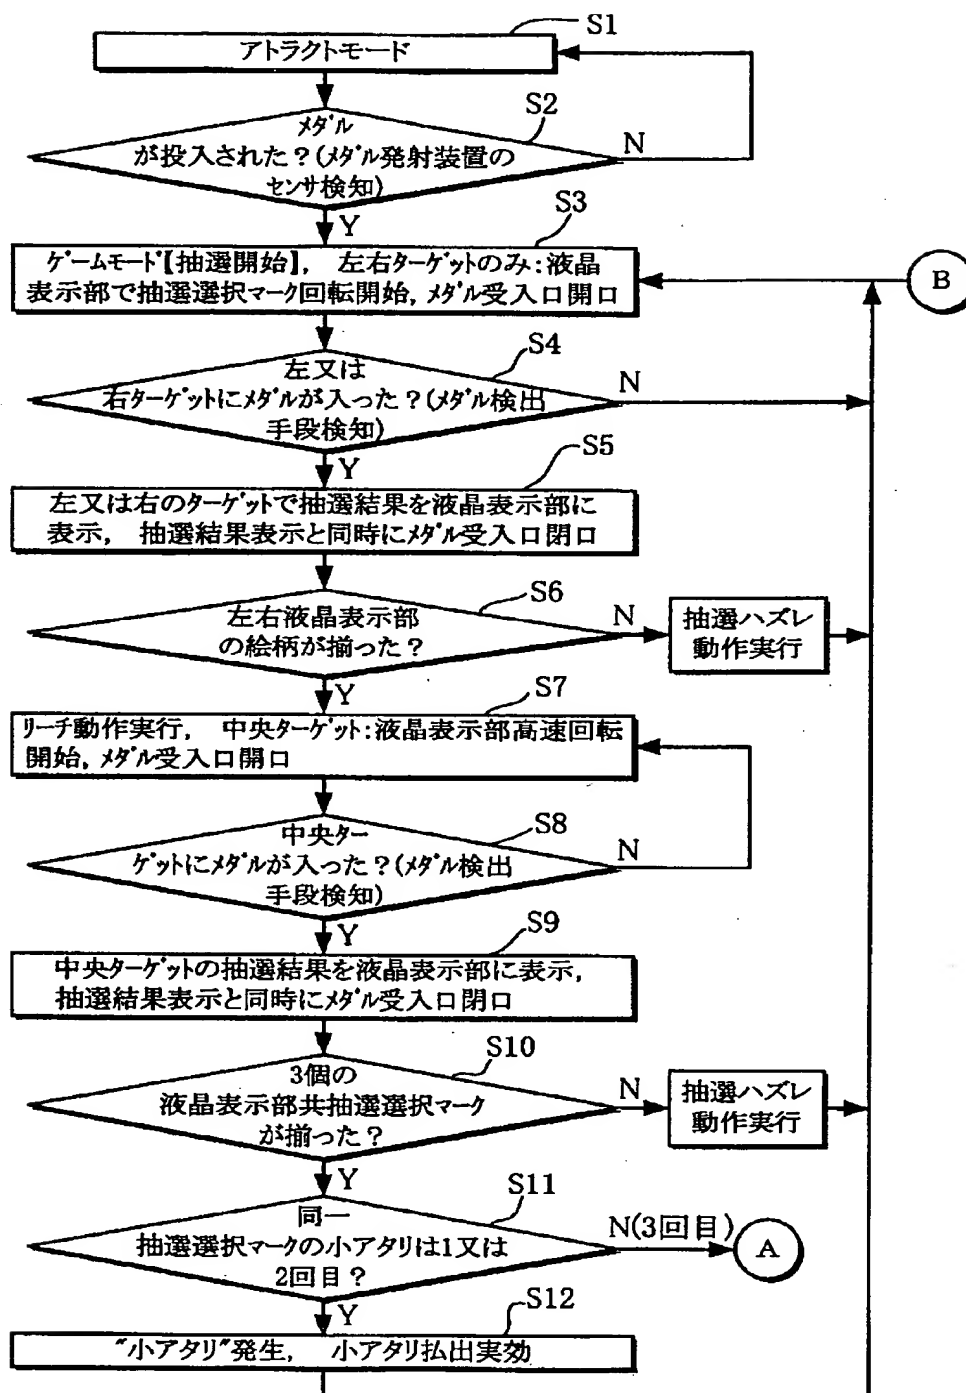 S1
アトラクトモード
S2
メダル
が投入された？(メダル発射装置の
センサ検知)
N
Y
S3
ゲームモード【抽選開始】, 左右ターゲットのみ:液晶
表示部で抽選選択マーク回転開始,メダル受入口開口
B
S4
左又は
右ターゲットにメダルが入った？(メダル検出
手段検知)
N
Y
S5
左又は右のターゲットで抽選結果を液晶表示部に
表示, 抽選結果表示と同時にメダル受入口閉口
S6
左右液晶表示部
の絵柄が揃った？
N
抽選ハズレ
動作実行
Y
S7
リーチ動作実行, 中央ターゲット:液晶表示部高速回転
開始,メダル受入口開口
S8
中央ター
ゲットにメダルが入った？(メダル検出
手段検知)
N
Y
S9
中央ターゲットの抽選結果を液晶表示部に表示,
抽選結果表示と同時にメダル受入口閉口
S10
3個の
液晶表示部共抽選選択マーク
が揃った？
N
抽選ハズレ
動作実行
Y
S11
同一
抽選選択マークの小アタリは1又は
2回目？
N(3回目)
A
Y
S12
"小アタリ"発生, 小アタリ払出実効